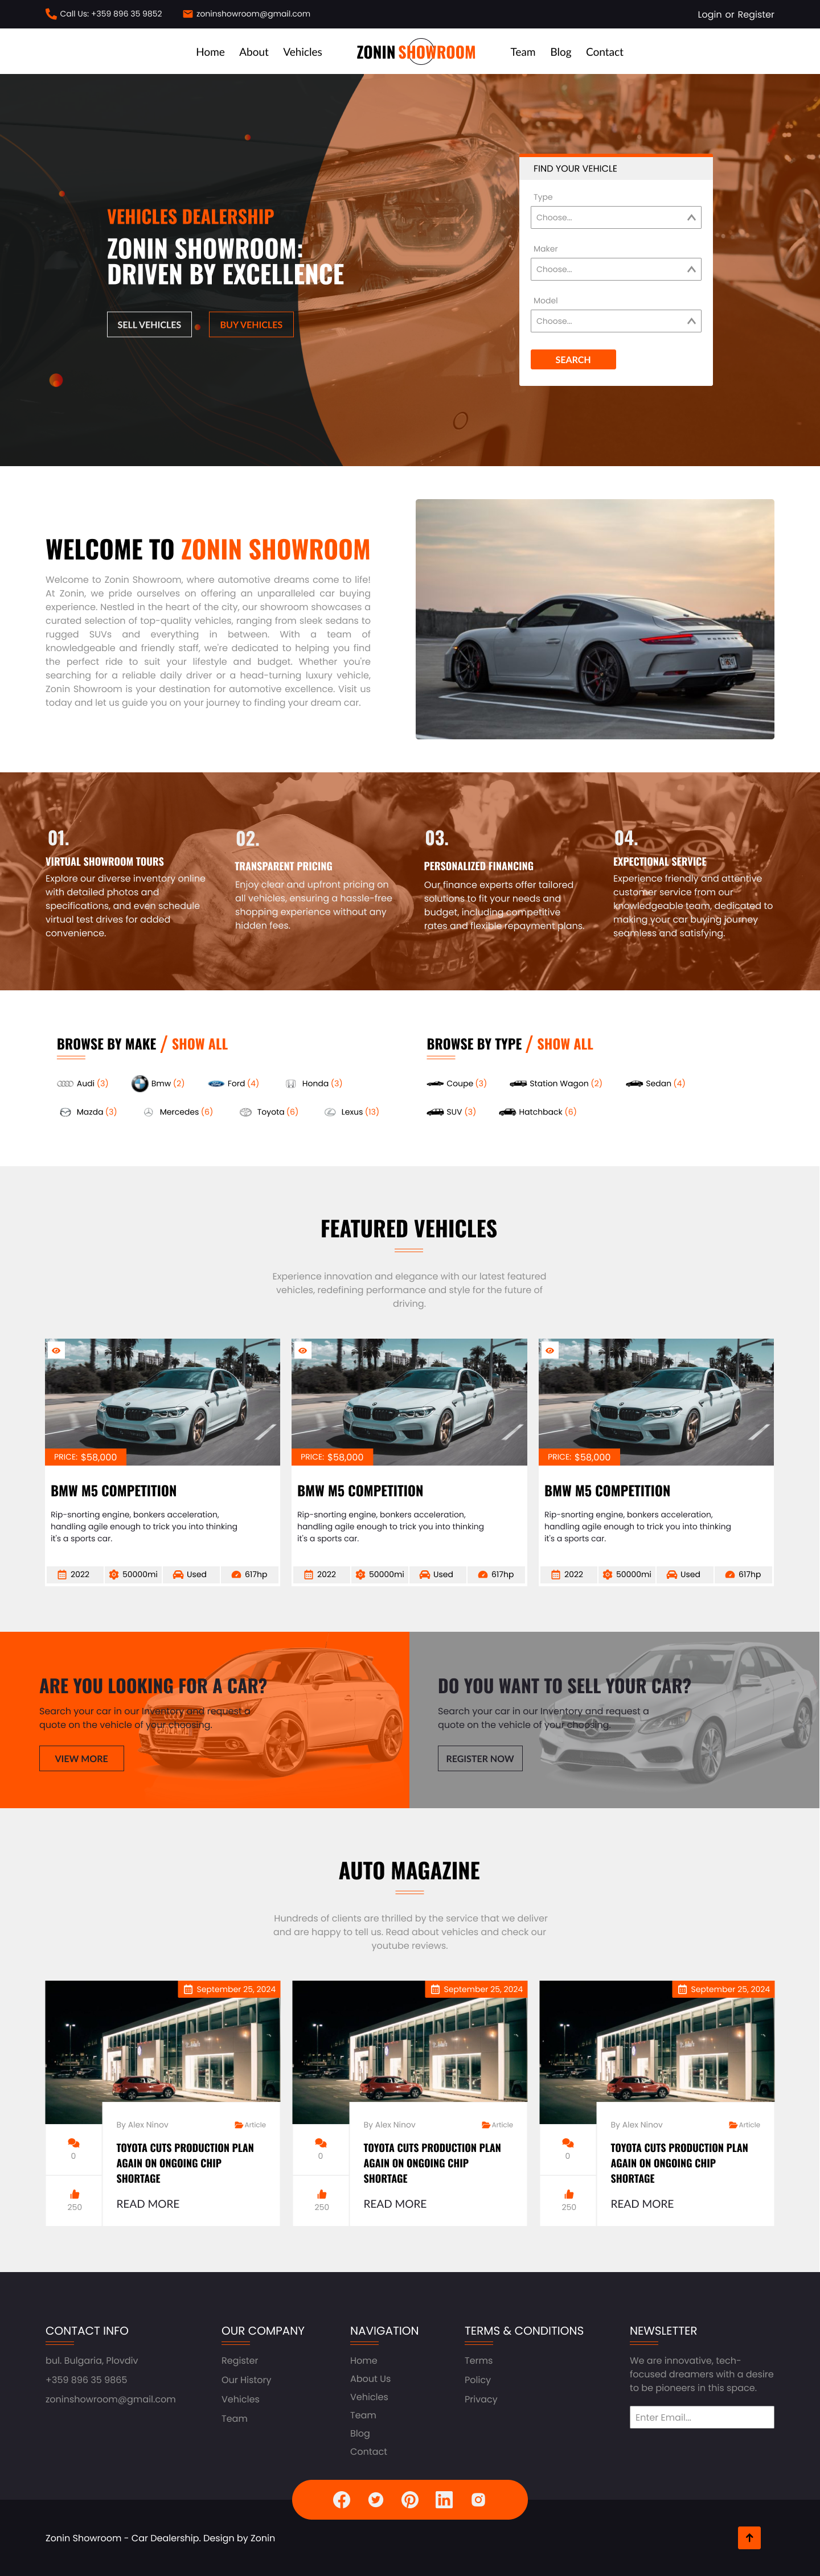 Call Us: +359 896 35 9852
zoninshowroom@gmail.com
Login or Register
Home
About
Vehicles
ZONIN SHOWROOM
Team
Blog
Contact
VEHICLES DEALERSHIP
ZONIN SHOWROOM:
DRIVEN BY EXCELLENCE
SELL VEHICLES
BUY VEHICLES
FIND YOUR VEHICLE
Type
Choose...
Maker
Choose...
Model
Choose...
SEARCH
WELCOME TO ZONIN SHOWROOM
Welcome to Zonin Showroom, where automotive dreams come to life!
At Zonin, we pride ourselves on offering an unparalleled car buying
experience. Nestled in the heart of the city, our showroom showcases a
curated selection of top-quality vehicles, ranging from sleek sedans to
rugged SUVs and everything in between. With a team of
knowledgeable and friendly staff, we're dedicated to helping you find
the perfect ride to suit your lifestyle and budget. Whether you're
searching for a reliable daily driver or a head-turning luxury vehicle,
Zonin Showroom is your destination for automotive excellence. Visit us
today and let us guide you on your journey to finding your dream car.
01.
VIRTUAL SHOWROOM TOURS
Explore our diverse inventory online
with detailed photos and
specifications, and even schedule
virtual test drives for added
convenience.
02.
TRANSPARENT PRICING
Enjoy clear and upfront pricing on
all vehicles, ensuring a hassle-free
shopping experience without any
hidden fees.
03.
PERSONALIZED FINANCING
Our finance experts offer tailored
solutions to fit your needs and
budget, including competitive
rates and flexible repayment plans.
04.
EXPECTIONAL SERVICE
Experience friendly and attentive
customer service from our
knowledgeable team, dedicated to
making your car buying journey
seamless and satisfying.
BROWSE BY MAKE / SHOW ALL
Audi (3)
Bmw (2)
Ford (4)
Honda (3)
Mazda (3)
Mercedes (6)
Toyota (6)
Lexus (13)
BROWSE BY TYPE / SHOW ALL
Coupe (3)
Station Wagon (2)
Sedan (4)
SUV (3)
Hatchback (6)
FEATURED VEHICLES
Experience innovation and elegance with our latest featured
vehicles, redefining performance and style for the future of
driving.
PRICE: $58,000
BMW M5 COMPETITION
Rip-snorting engine, bonkers acceleration,
handling agile enough to trick you into thinking
it's a sports car.
2022
50000mi
Used
617hp
PRICE: $58,000
BMW M5 COMPETITION
Rip-snorting engine, bonkers acceleration,
handling agile enough to trick you into thinking
it's a sports car.
2022
50000mi
Used
617hp
PRICE: $58,000
BMW M5 COMPETITION
Rip-snorting engine, bonkers acceleration,
handling agile enough to trick you into thinking
it's a sports car.
2022
50000mi
Used
617hp
ARE YOU LOOKING FOR A CAR?
Search your car in our Inventory and request a
quote on the vehicle of your choosing.
VIEW MORE
DO YOU WANT TO SELL YOUR CAR?
Search your car in our Inventory and request a
quote on the vehicle of your choosing.
REGISTER NOW
AUTO MAGAZINE
Hundreds of clients are thrilled by the service that we deliver
and are happy to tell us. Read about vehicles and check our
youtube reviews.
September 25, 2024
By Alex Ninov
Article
0
TOYOTA CUTS PRODUCTION PLAN
AGAIN ON ONGOING CHIP
SHORTAGE
250
READ MORE
September 25, 2024
By Alex Ninov
Article
0
TOYOTA CUTS PRODUCTION PLAN
AGAIN ON ONGOING CHIP
SHORTAGE
250
READ MORE
September 25, 2024
By Alex Ninov
Article
0
TOYOTA CUTS PRODUCTION PLAN
AGAIN ON ONGOING CHIP
SHORTAGE
250
READ MORE
CONTACT INFO
bul. Bulgaria, Plovdiv
+359 896 35 9865
zoninshowroom@gmail.com
OUR COMPANY
Register
Our History
Vehicles
Team
NAVIGATION
Home
About Us
Vehicles
Team
Blog
Contact
TERMS & CONDITIONS
Terms
Policy
Privacy
NEWSLETTER
We are innovative, tech-
focused dreamers with a desire
to be pioneers in this space.
Enter Email...
Zonin Showroom - Car Dealership. Design by Zonin